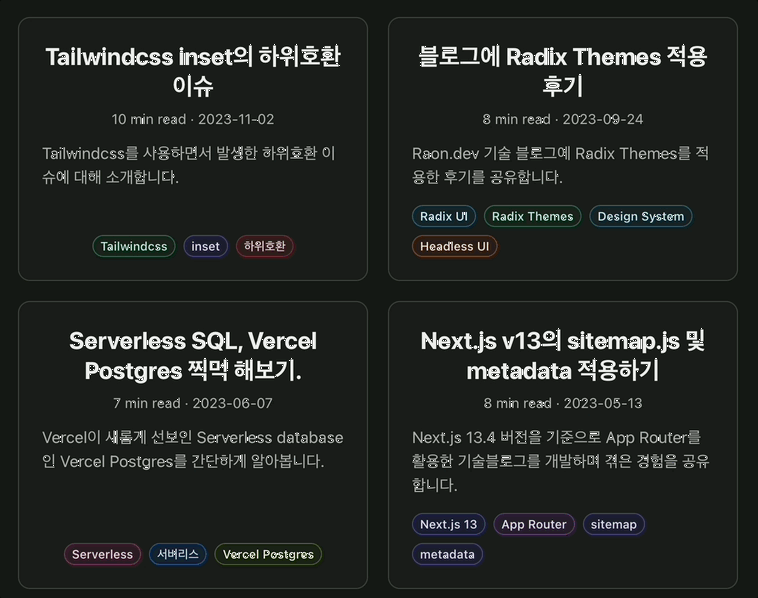 Tailwindcss inset의 하위호환
이슈
10 min read · 2023-11-02
Tailwindcss를 사용하면서 발생한 하위호환 이
슈에 대해 소개합니다.
Tailwindcss
inset
하위호환
블로그에 Radix Themes 적용
후기
8 min read · 2023-09-24
Raon.dev 기술 블로그에 Radix Themes를 적
용한 후기를 공유합니다.
Radix UI
Radix Themes
Design System
Headless UI
Serverless SQL, Vercel
Postgres 찍먹 해보기.
7 min read · 2023-06-07
Vercel이 새롭게 선보인 Serverless database
인 Vercel Postgres를 간단하게 알아봅니다.
Serverless
서버리스
Vercel Postgres
Next.js v13의 sitemap.js 및
metadata 적용하기
8 min read · 2023-05-13
Next.js 13.4 버전을 기준으로 App Router를
활용한 기술블로그를 개발하며 겪은 경험을 공유
합니다.
Next.js 13
App Router
sitemap
metadata